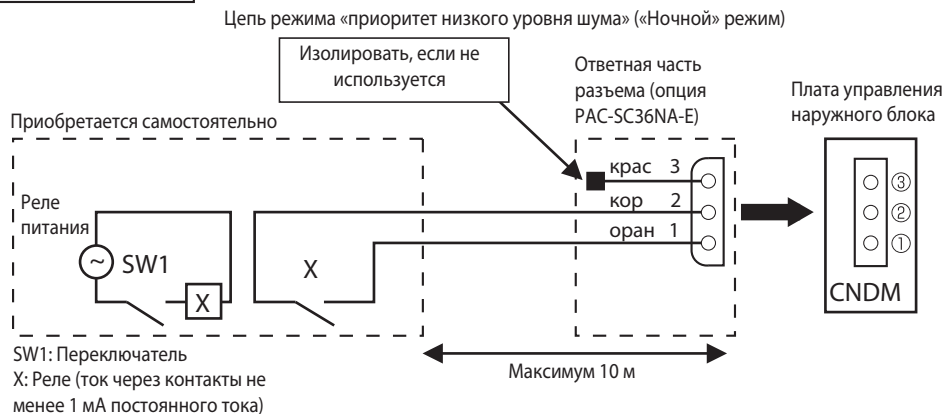 Цепь режима «приоритет низкого уровня шума» («Ночной» режим)
Изолировать, если не
используется
Ответная часть
разъема (опция
PAC-SC36NA-E)
Плата управления
наружного блока
Приобретается самостоятельно
крас 3
кор 2
оран 1
Реле
питания
~
SW1
X
X
③
②
①
CNDM
SW1: Переключатель
X: Реле (ток через контакты не
менее 1 мА постоянного тока)
Максимум 10 м